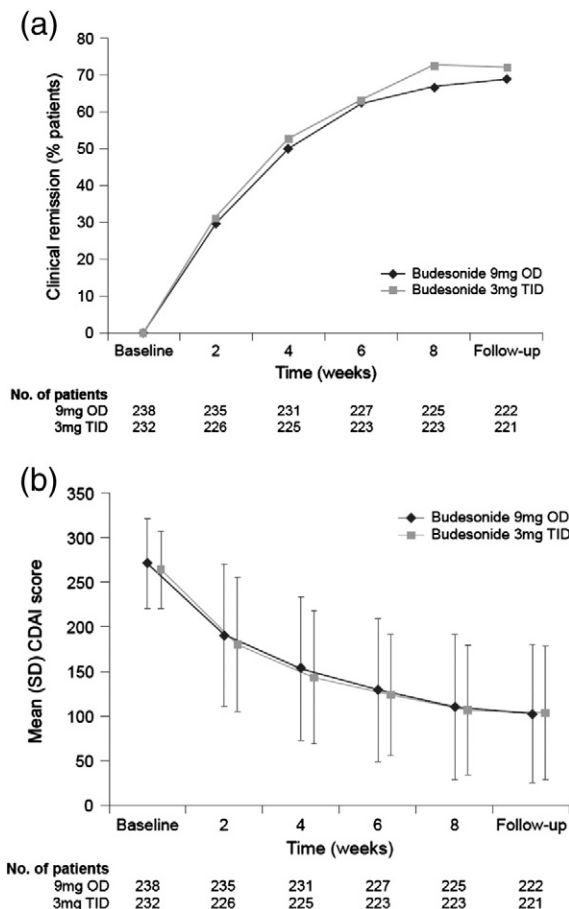 (a)
80
70
60
50
40
30
20
10
0
Clinical remission (% patients)
Budesonide 9mg OD
Budesonide 3mg TID
Baseline 2 4 6 8 Follow-up
Time (weeks)
No. of patients
9mg OD 238 235 231 227 225 222
3mg TID 232 226 225 223 223 221
(b)
350
300
250
200
150
100
50
0
Mean (SD) CDAI score
Budesonide 9mg OD
Budesonide 3mg TID
Baseline 2 4 6 8 Follow-up
Time (weeks)
No. of patients
9mg OD 238 235 231 227 225 222
3mg TID 232 226 225 223 223 221